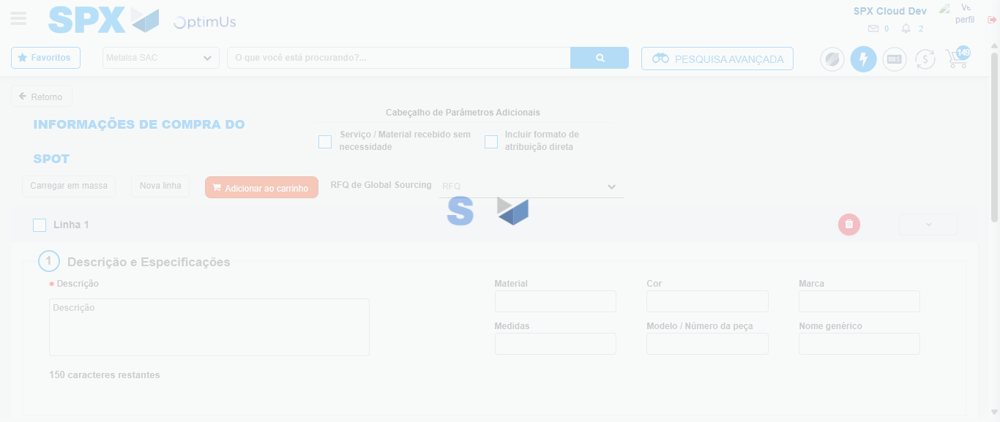 SPX
OptimUs
SPX Cloud Dev
Ve
perfil
0
2
Favoritos
Metalsa SAC
O que você está procurando?...
PESQUISA AVANÇADA
149
Retorno
Cabeçalho de Parâmetros Adicionais
INFORMAÇÕES DE COMPRA DO
SPOT
Serviço / Material recebido sem
necessidade
Incluir formato de
atribuição direta
Carregar em massa
Nova linha
Adicionar ao carrinho
RFQ de Global Sourcing
RFQ
S
Linha 1
1
Descrição e Especificações
* Descrição
Descrição
150 caracteres restantes
Material
Cor
Marca
Medidas
Modelo / Número da peça
Nome genérico